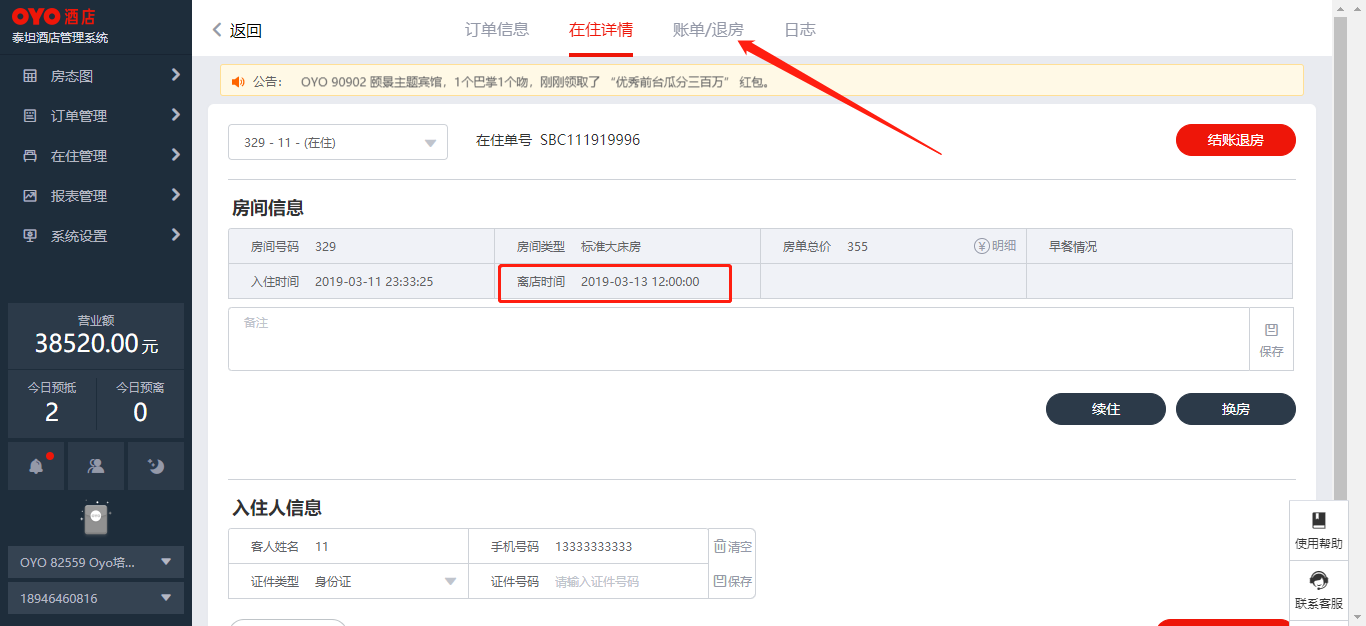 OYO 酒店
泰坦酒店管理系统
房态图
订单管理
在住管理
报表管理
系统设置
营业额
38520.00 元
今日预抵
2
今日预离
0
OYO 82559 Oyo培...
18946460816
返回
订单信息
在住详情
账单/退房
日志
公告： OYO 90902 颐景主题宾馆，1个巴掌1个吻，刚刚领取了 “优秀前台瓜分三百万” 红包。
329 - 11 - (在住)
在住单号 SBC111919996
结账退房
房间信息
房间号码 329
房间类型 标准大床房
房单总价 355
明细
早餐情况
入住时间 2019-03-11 23:33:25
离店时间 2019-03-13 12:00:00
备注
保存
续住
换房
入住人信息
客人姓名 11
手机号码 13333333333
清空
证件类型 身份证
证件号码 请输入证件号码
保存
使用帮助
联系客服